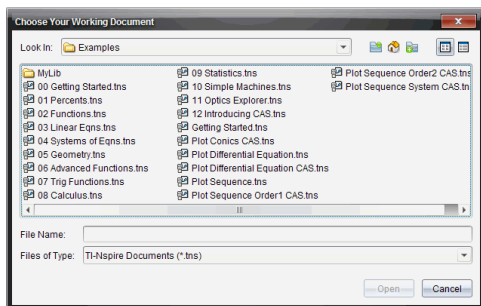 Choose Your Working Document
Look In: Examples
MyLib
00 Getting Started.tns
01 Percents.tns
02 Functions.tns
03 Linear Eqns.tns
04 Systems of Eqns.tns
05 Geometry.tns
06 Advanced Functions.tns
07 Trig Functions.tns
08 Calculus.tns
09 Statistics.tns
10 Simple Machines.tns
11 Optics Explorer.tns
12 Introducing CAS.tns
Getting Started.tns
Plot Conics CAS.tns
Plot Differential Equation.tns
Plot Differential Equation CAS.tns
Plot Sequence.tns
Plot Sequence Order1 CAS.tns
Plot Sequence Order2 CAS.tns
Plot Sequence System CAS.tn
File Name:
Files of Type: TI-Nspire Documents (*.tns)
Open Cancel